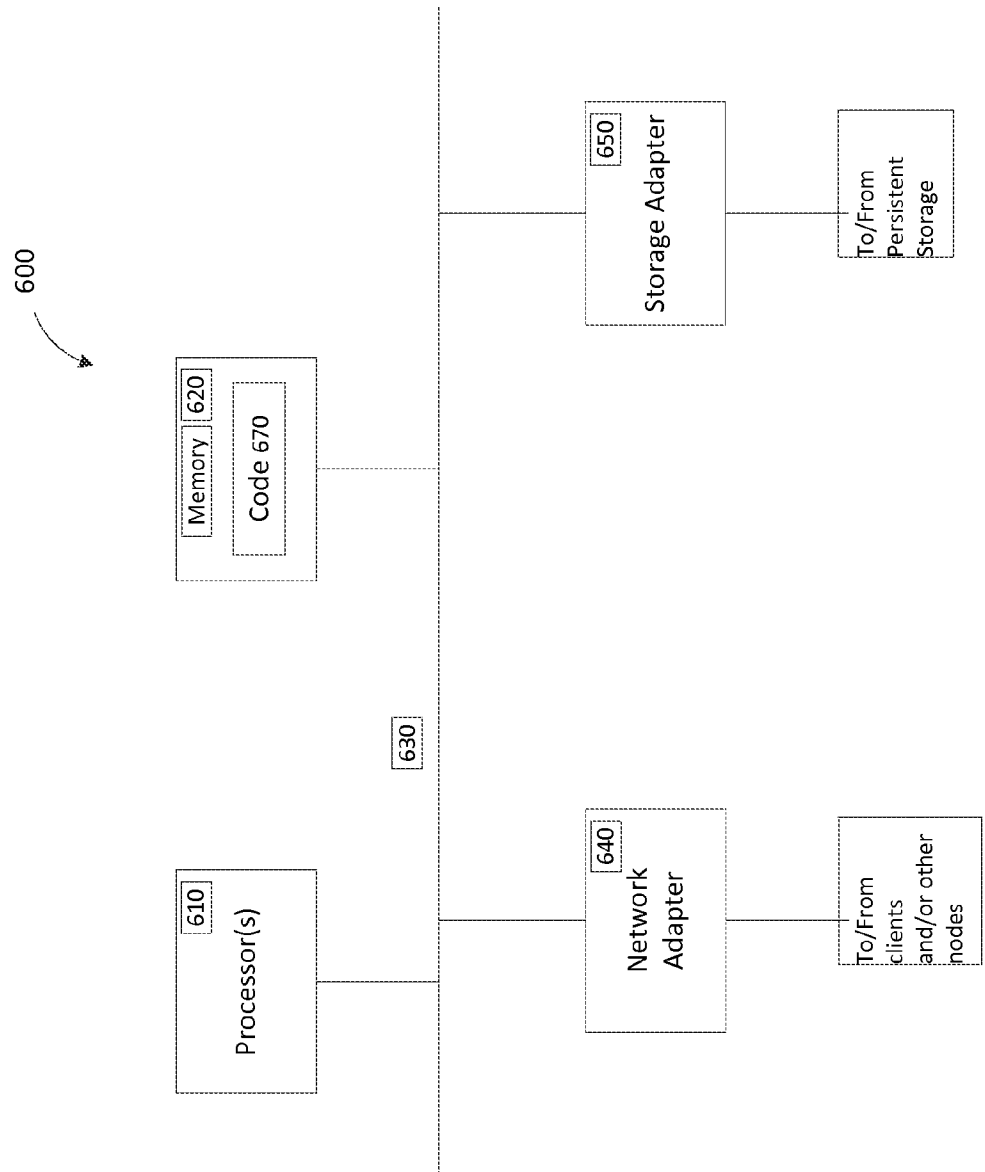 600
610
Processor(s)
Memory 620
Code 670
630
640
Network
Adapter
650
Storage Adapter
To/From
clients
and/or other
nodes
To/From
Persistent
Storage